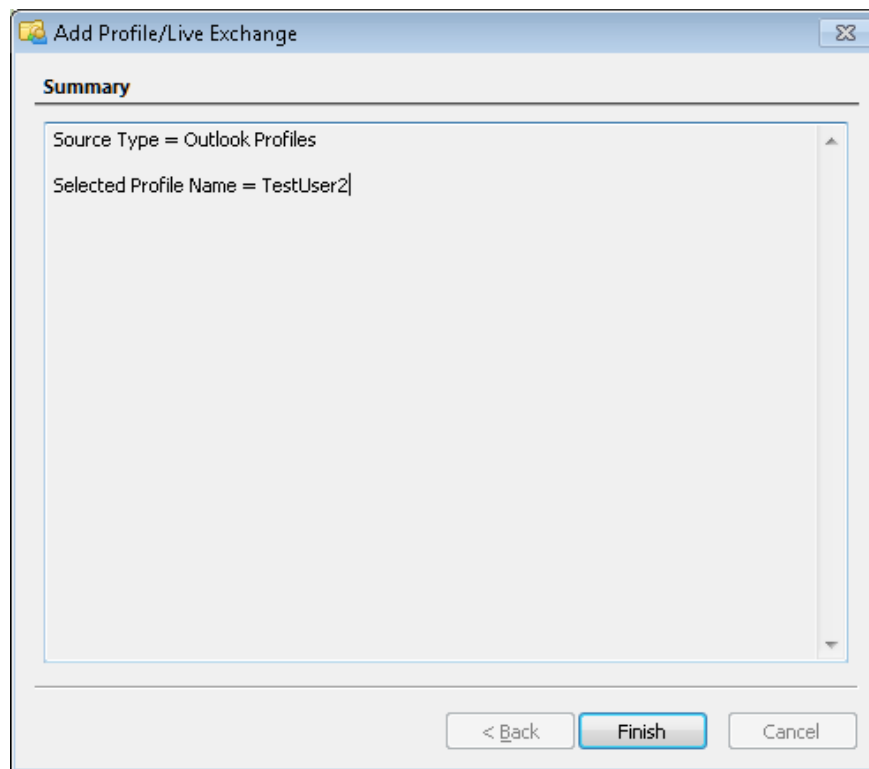 Add Profile/Live Exchange
Summary
Source Type = Outlook Profiles
Selected Profile Name = TestUser2
< Back
Finish
Cancel